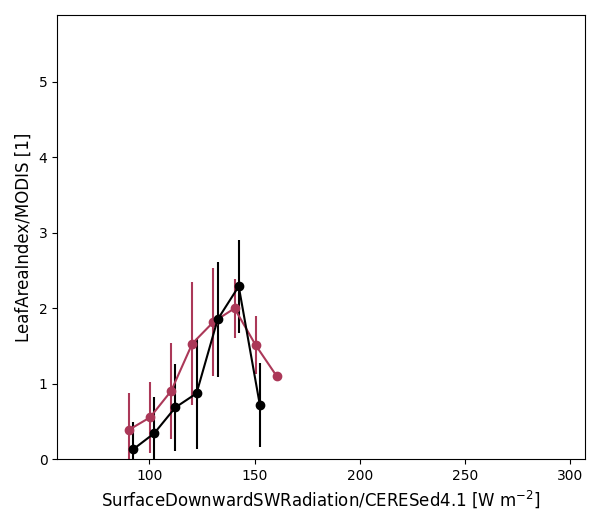 5
4
3
2
1
0
LeafAreaIndex/MODIS [1]
100 150 200 250 300
SurfaceDownwardSWRadiation/CERESed4.1 [W m⁻²]